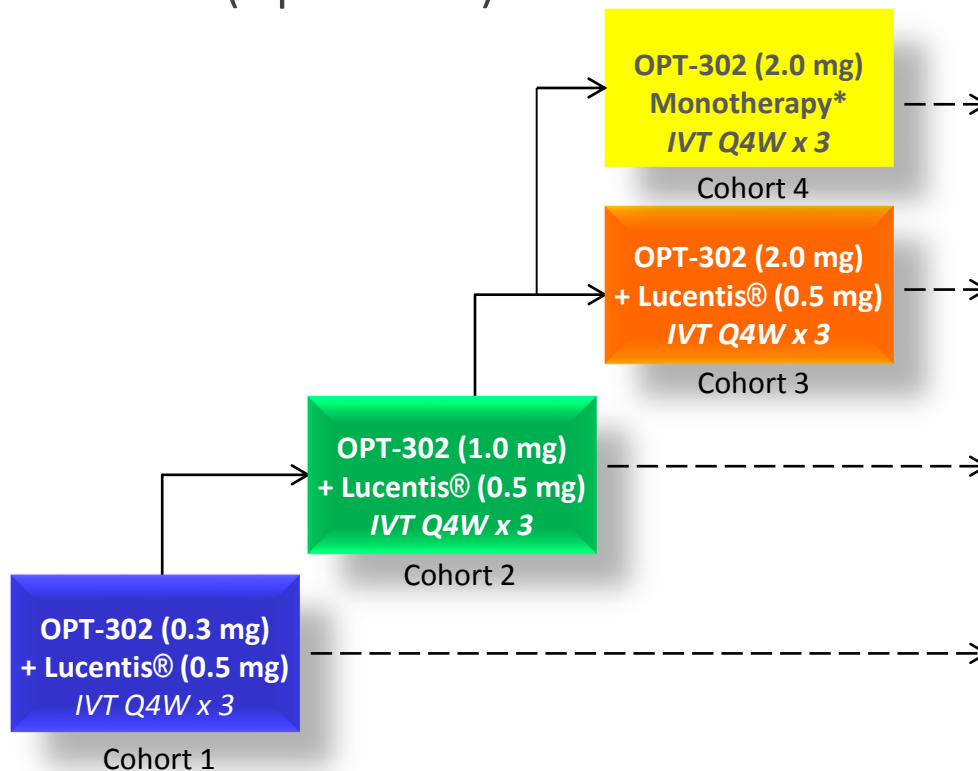 OPT-302 (2.0 mg)
Monotherapy*
IVT Q4W x 3
Cohort 4
OPT-302 (2.0 mg)
+ Lucentis® (0.5 mg)
IVT Q4W x 3
Cohort 3
OPT-302 (1.0 mg)
+ Lucentis® (0.5 mg)
IVT Q4W x 3
Cohort 2
OPT-302 (0.3 mg)
+ Lucentis® (0.5 mg)
IVT Q4W x 3
Cohort 1